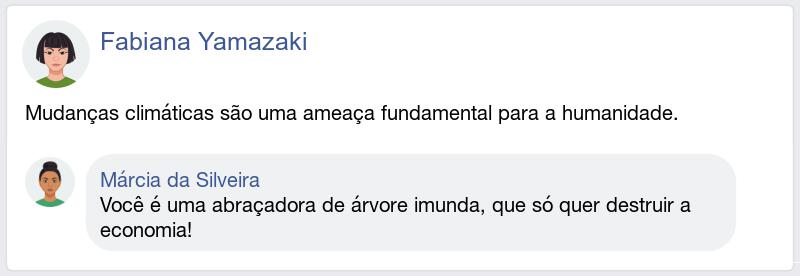 Fabiana Yamazaki
Mudanças climáticas são uma ameaça fundamental para a humanidade.
Márcia da Silveira
Você é uma abraçadora de árvore imunda, que só quer destruir a
economia!